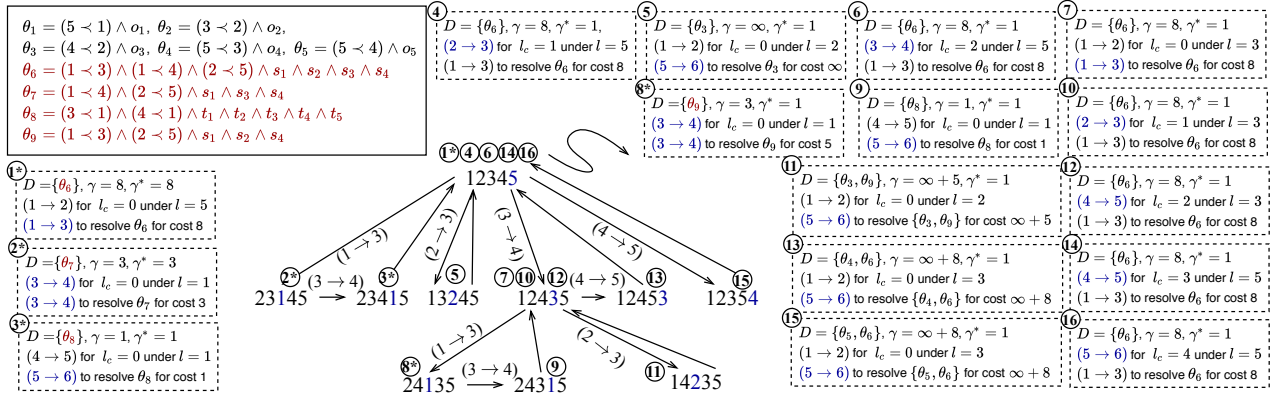 θ₁ = (5 ≺ 1) ∧ o₁, θ₂ = (3 ≺ 2) ∧ o₂,
θ₃ = (4 ≺ 2) ∧ o₃, θ₄ = (5 ≺ 3) ∧ o₄, θ₅ = (5 ≺ 4) ∧ o₅
θ₆ = (1 ≺ 3) ∧ (1 ≺ 4) ∧ (2 ≺ 5) ∧ s₁ ∧ s₂ ∧ s₃ ∧ s₄
θ₇ = (1 ≺ 4) ∧ (2 ≺ 5) ∧ s₁ ∧ s₃ ∧ s₄
θ₈ = (3 ≺ 1) ∧ (4 ≺ 1) ∧ t₁ ∧ t₂ ∧ t₃ ∧ t₄ ∧ t₅
θ₉ = (1 ≺ 3) ∧ (2 ≺ 5) ∧ s₁ ∧ s₂ ∧ s₄
4
D = {θ₆}, γ = 8, γ* = 1,
(2 → 3) for l_c = 1 under l = 5
(1 → 3) to resolve θ₆ for cost 8
5
D = {θ₃}, γ = ∞, γ* = 1
(1 → 2) for l_c = 0 under l = 2
(5 → 6) to resolve θ₃ for cost ∞
6
D = {θ₆}, γ = 8, γ* = 1
(3 → 4) for l_c = 2 under l = 5
(1 → 3) to resolve θ₆ for cost 8
7
D = {θ₆}, γ = 8, γ* = 1
(1 → 2) for l_c = 0 under l = 3
(1 → 3) to resolve θ₆ for cost 8
8*
D = {θ₉}, γ = 3, γ* = 1
(3 → 4) for l_c = 0 under l = 1
(3 → 4) to resolve θ₉ for cost 5
9
D = {θ₈}, γ = 1, γ* = 1
(4 → 5) for l_c = 0 under l = 1
(5 → 6) to resolve θ₈ for cost 1
10
D = {θ₆}, γ = 8, γ* = 1
(2 → 3) for l_c = 1 under l = 3
(1 → 3) to resolve θ₆ for cost 8
1*
D = {θ₆}, γ = 8, γ* = 8
(1 → 2) for l_c = 0 under l = 5
(1 → 3) to resolve θ₆ for cost 8
2*
D = {θ₇}, γ = 3, γ* = 3
(3 → 4) for l_c = 0 under l = 1
(3 → 4) to resolve θ₇ for cost 3
3*
D = {θ₈}, γ = 1, γ* = 1
(4 → 5) for l_c = 0 under l = 1
(5 → 6) to resolve θ₈ for cost 1
1* 4 6 14 16
12345
(1 → 3) (2 → 3) (3 → 4) (4 → 5)
2* (3 → 4) 3* 5 7 10 12 (4 → 5) 13 15
23145 23415 13245 12435 12453 12354
(1 → 3) (2 → 3)
8* (3 → 4) 9 11
24135 24315 14235
11
D = {θ₃, θ₉}, γ = ∞ + 5, γ* = 1
(1 → 2) for l_c = 0 under l = 2
(5 → 6) to resolve {θ₃, θ₉} for cost ∞ + 5
12
D = {θ₆}, γ = 8, γ* = 1
(4 → 5) for l_c = 2 under l = 3
(1 → 3) to resolve θ₆ for cost 8
13
D = {θ₄, θ₆}, γ = ∞ + 8, γ* = 1
(1 → 2) for l_c = 0 under l = 3
(5 → 6) to resolve {θ₄, θ₆} for cost ∞ + 8
14
D = {θ₆}, γ = 8, γ* = 1
(4 → 5) for l_c = 3 under l = 5
(1 → 3) to resolve θ₆ for cost 8
15
D = {θ₅, θ₆}, γ = ∞ + 8, γ* = 1
(1 → 2) for l_c = 0 under l = 3
(5 → 6) to resolve {θ₅, θ₆} for cost ∞ + 8
16
D = {θ₆}, γ = 8, γ* = 1
(5 → 6) for l_c = 4 under l = 5
(1 → 3) to resolve θ₆ for cost 8